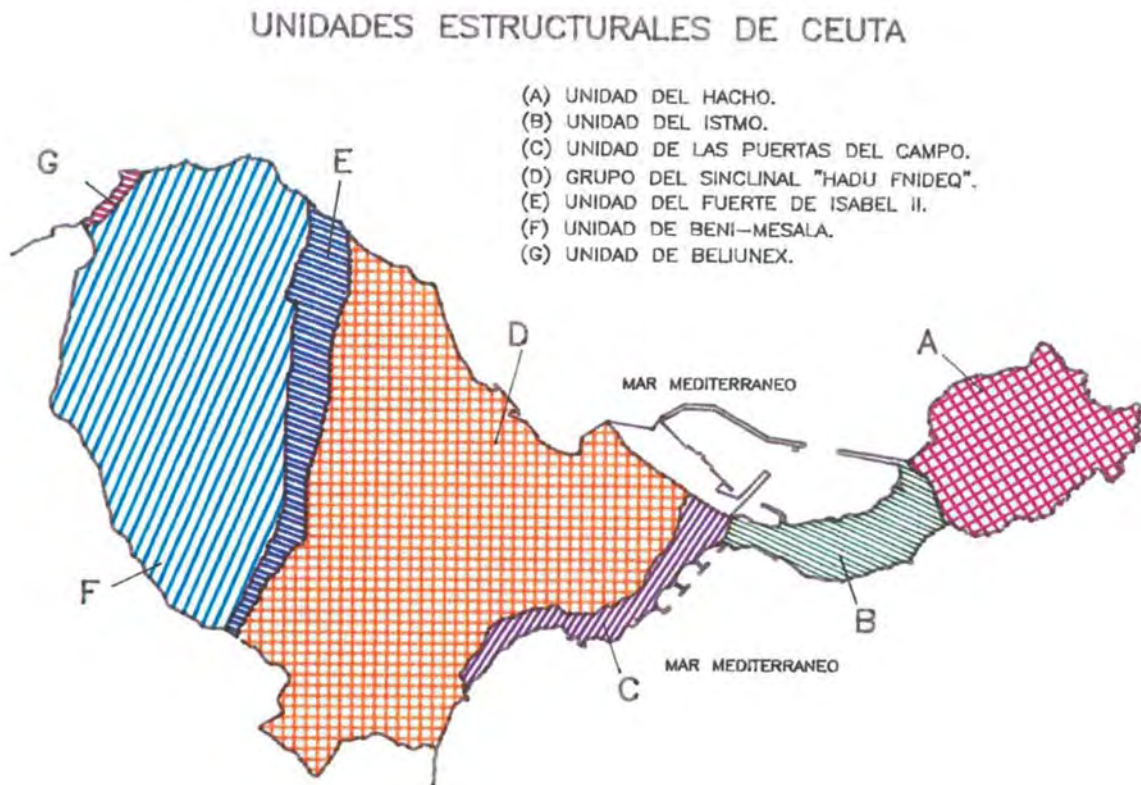 UNIDADES ESTRUCTURALES DE CEUTA
(A) UNIDAD DEL HACHO.
(B) UNIDAD DEL ISTMO.
(C) UNIDAD DE LAS PUERTAS DEL CAMPO.
(D) GRUPO DEL SINCLINAL "HADU FNIDEQ".
(E) UNIDAD DEL FUERTE DE ISABEL II.
(F) UNIDAD DE BENI-MESALA.
(G) UNIDAD DE BELIUNEX.
G
E
D
A
MAR MEDITERRANEO
F
B
MAR MEDITERRANEO
C